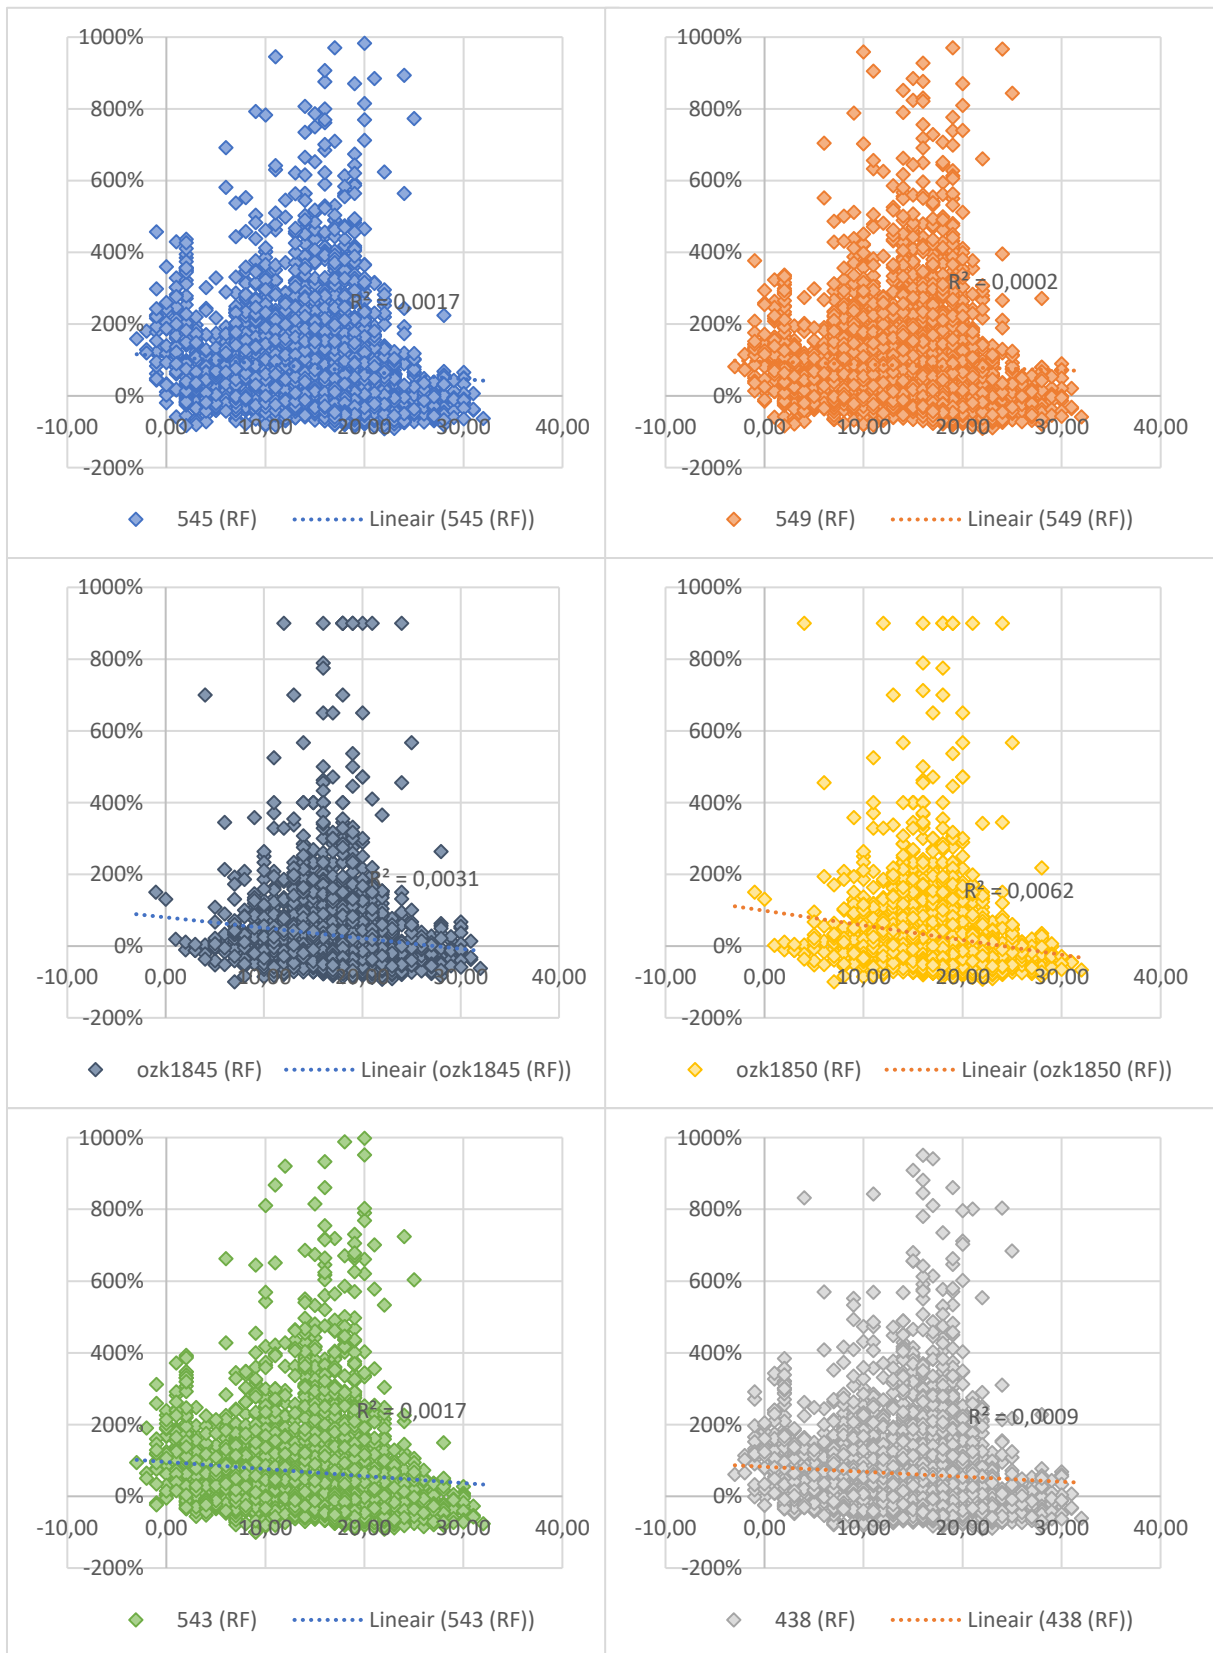 1000%
1000%
800%
800%
600%
600%
400%
400%
R² = 0,0017
R² = 0,0002
200%
200%
0%
0%
-10,00 0,00 10,00 20,00 30,00 40,00
-10,00 0,00 10,00 20,00 30,00 40,00
-200%
-200%
545 (RF) Lineair (545 (RF))
549 (RF) Lineair (549 (RF))
1000%
1000%
800%
800%
600%
600%
400%
400%
200%
200%
R² = 0,0031
R² = 0,0062
0%
0%
-10,00 0,00 10,00 20,00 30,00 40,00
-10,00 0,00 10,00 20,00 30,00 40,00
-200%
-200%
ozk1845 (RF) Lineair (ozk1845 (RF))
ozk1850 (RF) Lineair (ozk1850 (RF))
1000%
1000%
800%
800%
600%
600%
400%
400%
R² = 0,0017
R² = 0,0009
200%
200%
0%
0%
-10,00 0,00 10,00 20,00 30,00 40,00
-10,00 0,00 10,00 20,00 30,00 40,00
-200%
-200%
543 (RF) Lineair (543 (RF))
438 (RF) Lineair (438 (RF))